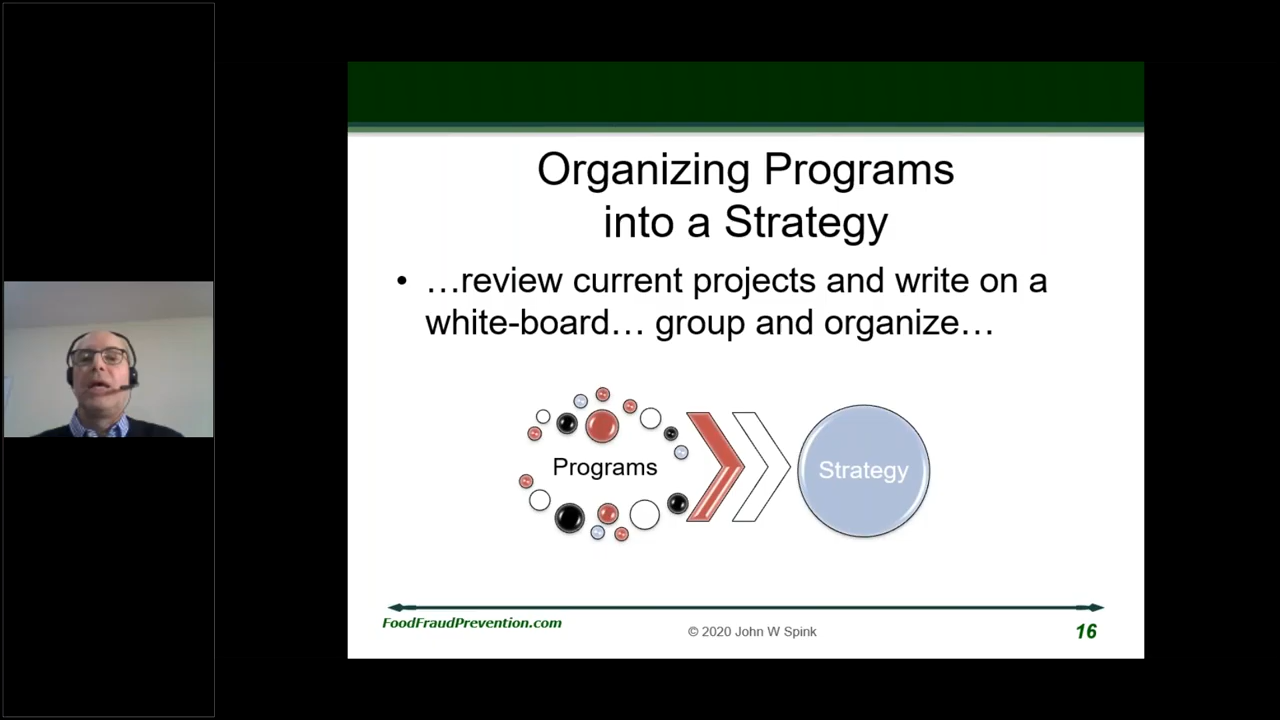 Organizing Programs
into a Strategy
• …review current projects and write on a
white-board… group and organize…
Programs
Strategy
FoodFraudPrevention.com
© 2020 John W Spink
16